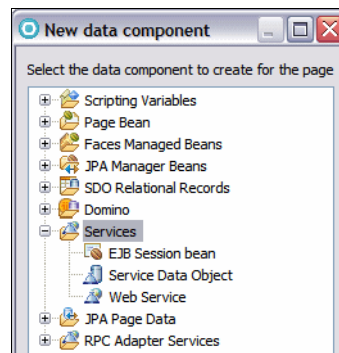 New data component
Select the data component to create for the page
Scripting Variables
Page Bean
Faces Managed Beans
JPA Manager Beans
SDO Relational Records
Domino
Services
EJB Session bean
Service Data Object
Web Service
JPA Page Data
RPC Adapter Services